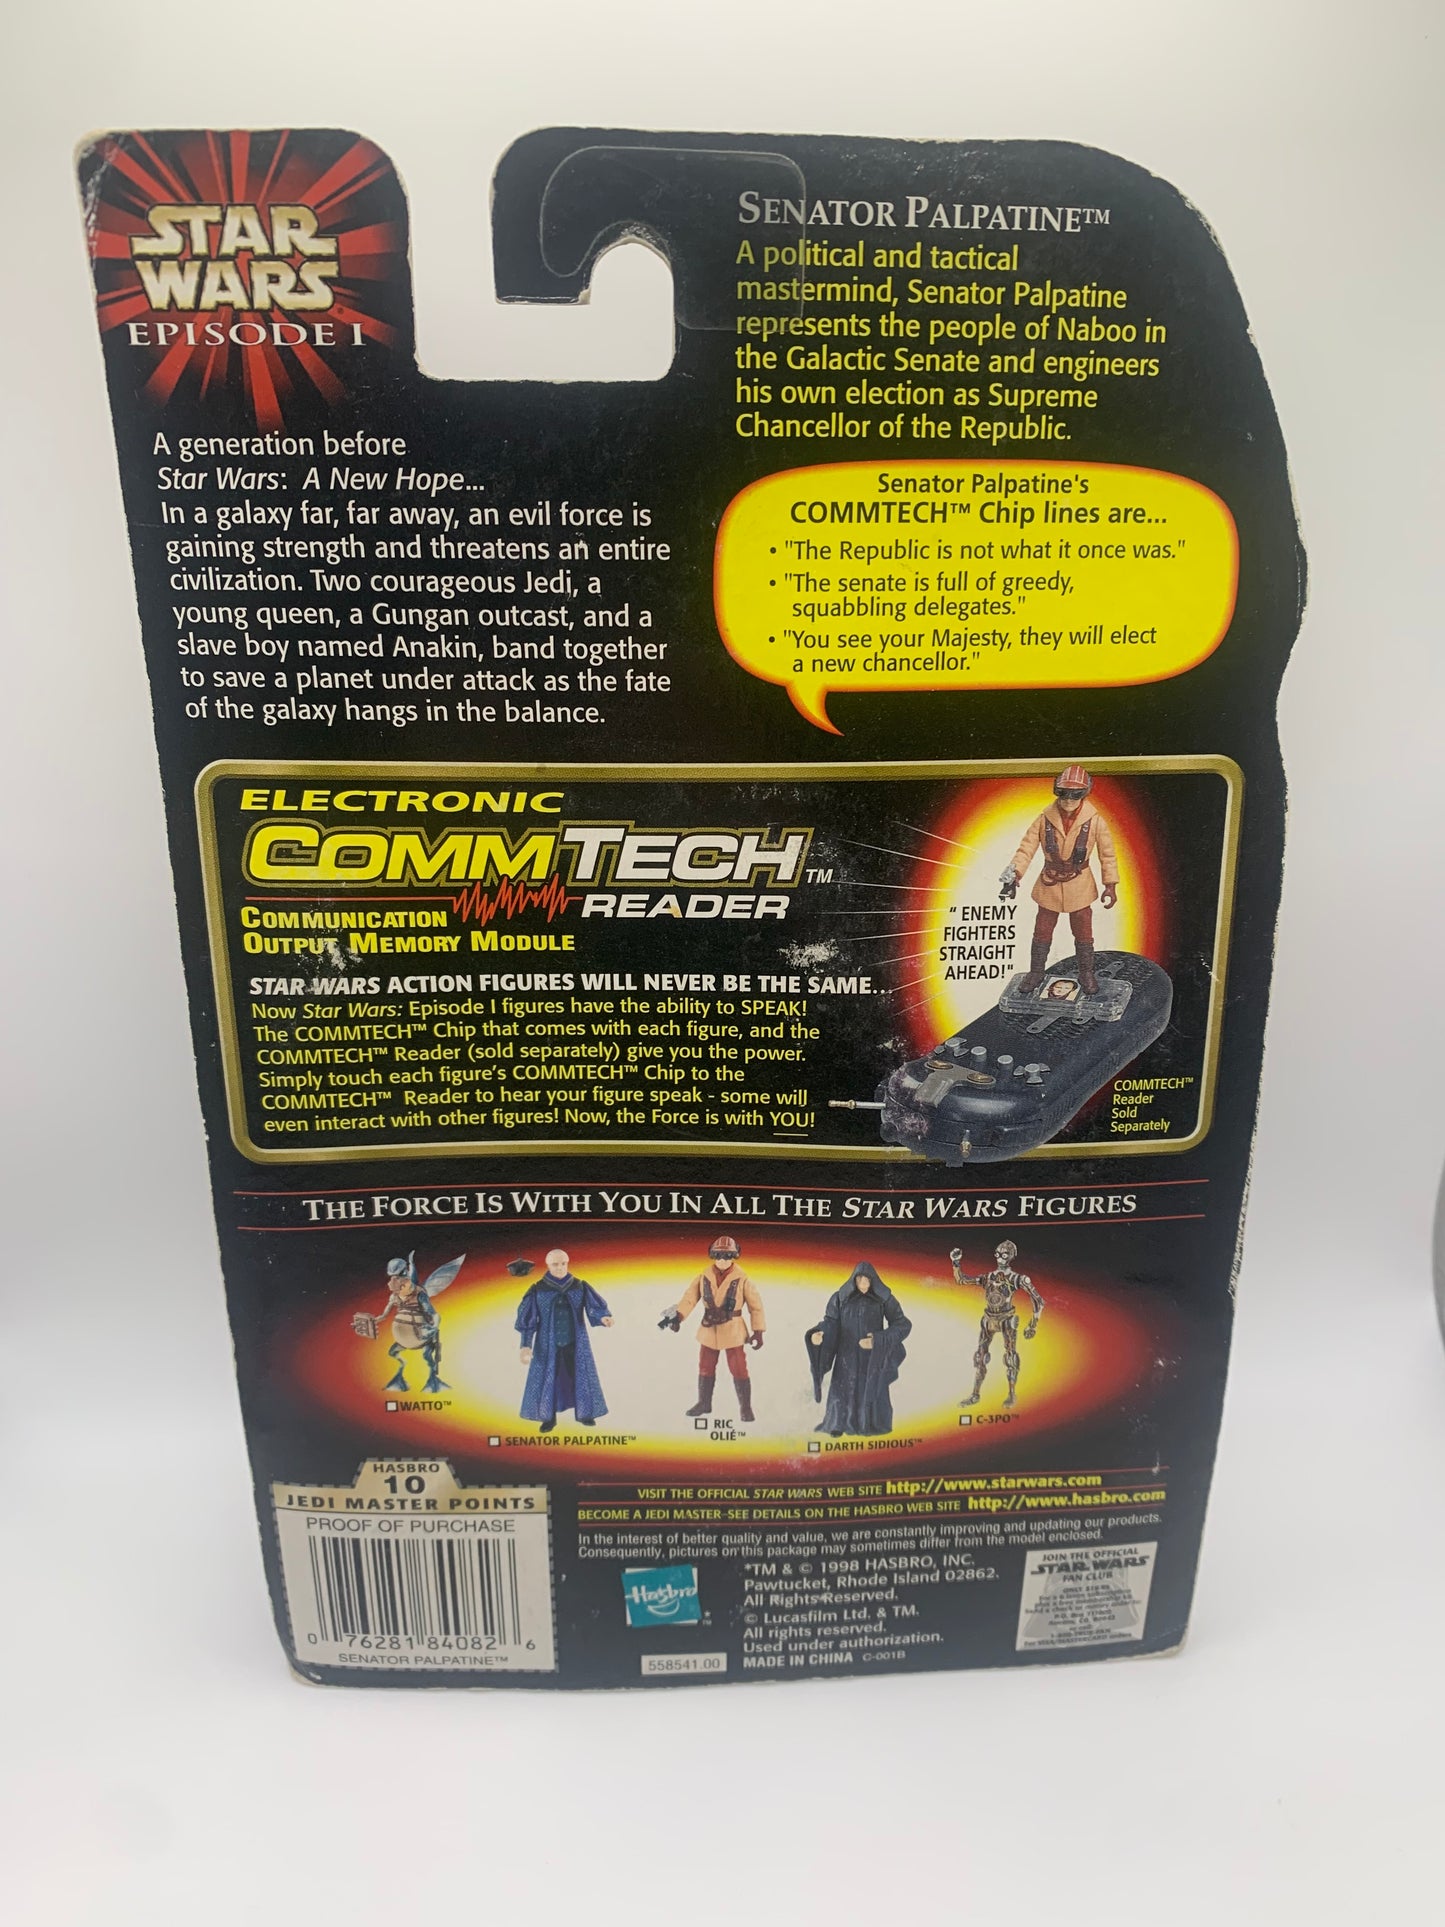 STAR
WARS
EPISODE I
A generation before
Star Wars: A New Hope...
In a galaxy far, far away, an evil force is
gaining strength and threatens an entire
civilization. Two courageous Jedi, a
young queen, a Gungan outcast, and a
slave boy named Anakin, band together
to save a planet under attack as the fate
of the galaxy hangs in the balance.
SENATOR PALPATINE™
A political and tactical
mastermind, Senator Palpatine
represents the people of Naboo in
the Galactic Senate and engineers
his own election as Supreme
Chancellor of the Republic.
Senator Palpatine's
COMMTECH™ Chip lines are...
• "The Republic is not what it once was."
• "The senate is full of greedy,
squabbling delegates."
• "You see your Majesty, they will elect
a new chancellor."
ELECTRONIC
COMMTECH™
READER
COMMUNICATION
OUTPUT MEMORY MODULE
STAR WARS ACTION FIGURES WILL NEVER BE THE SAME...
Now Star Wars: Episode I figures have the ability to SPEAK!
The COMMTECH™ Chip that comes with each figure, and the
COMMTECH™ Reader (sold separately) give you the power.
Simply touch each figure's COMMTECH™ Chip to the
COMMTECH™ Reader to hear your figure speak - some will
even interact with other figures! Now, the Force is with YOU!
" ENEMY
FIGHTERS
STRAIGHT
AHEAD!"
COMMTECH™
Reader
Sold
Separately
THE FORCE IS WITH YOU IN ALL THE STAR WARS FIGURES
WATTO™
SENATOR PALPATINE™
RIC
OLIÉ™
DARTH SIDIOUS™
C-3PO™
HASBRO
10
JEDI MASTER POINTS
PROOF OF PURCHASE
0 76281 84082 6
SENATOR PALPATINE™
VISIT THE OFFICIAL STAR WARS WEB SITE http://www.starwars.com
BECOME A JEDI MASTER-SEE DETAILS ON THE HASBRO WEB SITE http://www.hasbro.com
In the interest of better quality and value, we are constantly improving and updating our products.
Consequently, pictures on this package may sometimes differ from the model enclosed.
Hasbro
*™
*TM & © 1998 HASBRO, INC.
Pawtucket, Rhode Island 02862.
All Rights Reserved.
© Lucasfilm Ltd. & TM.
All rights reserved.
Used under authorization.
MADE IN CHINA C-001B
558541.00
JOIN THE OFFICIAL
STAR WARS
FAN CLUB